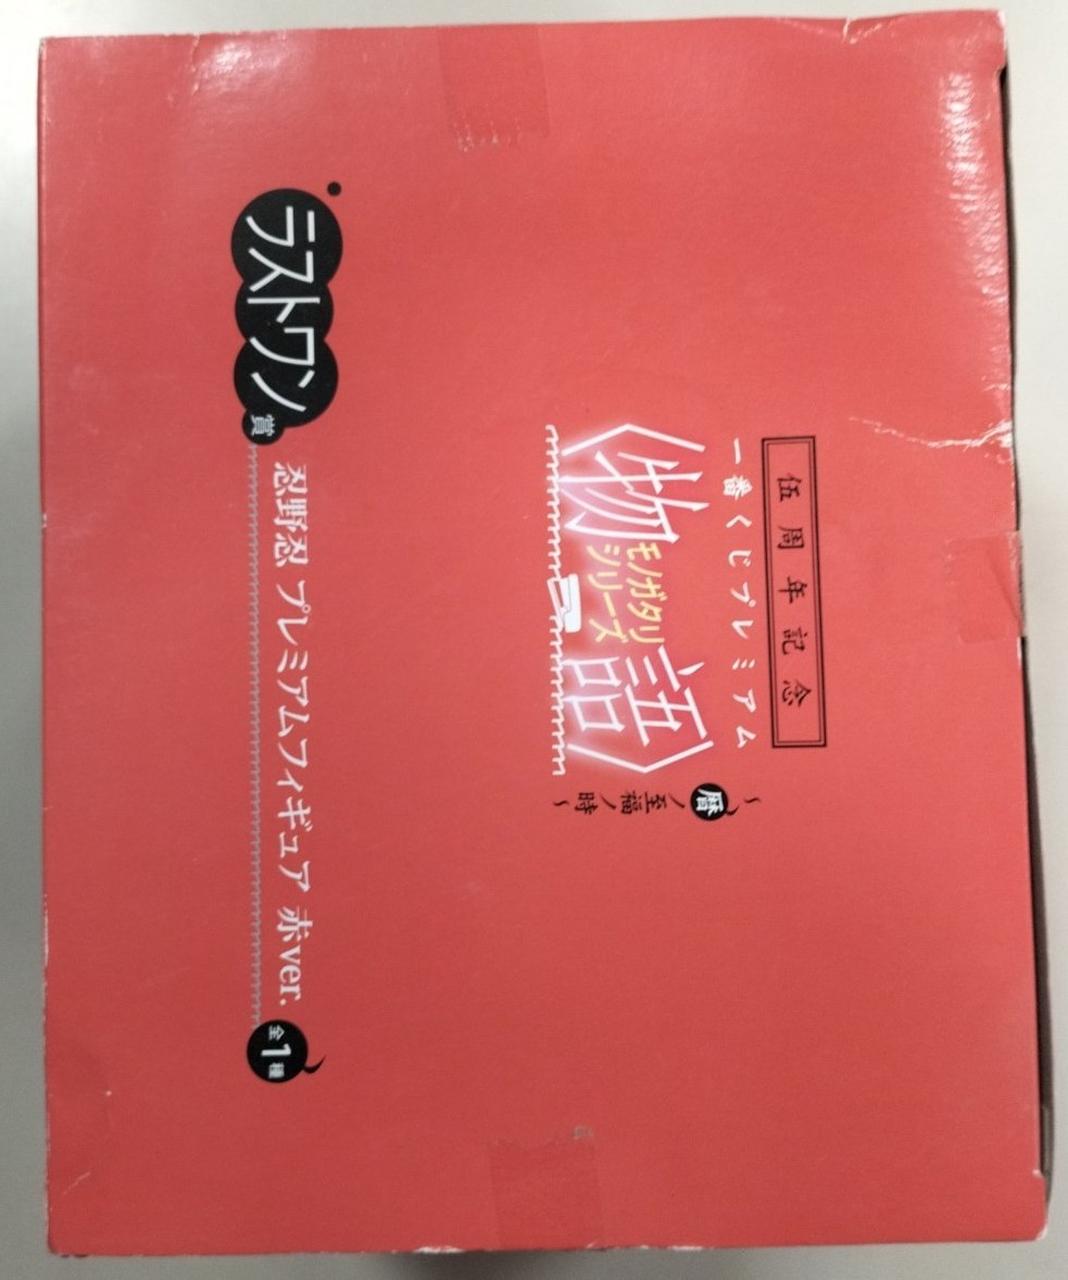 伍周年記念
一番くじプレミアム
〈物語〉
モノガタリ
シリーズ
~暦ノ至福ノ時~
ラストワン賞
忍野忍 プレミアムフィギュア 赤ver.
全1種